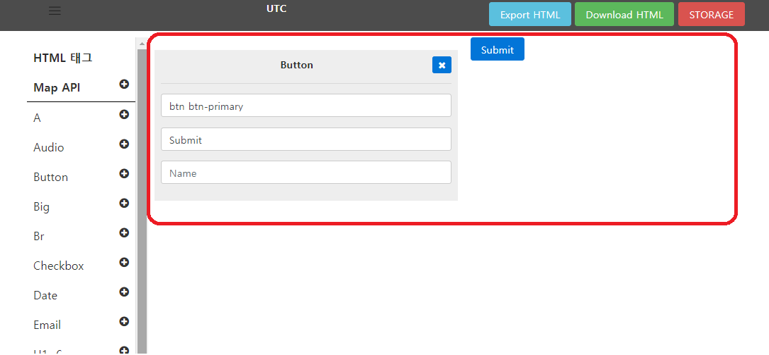 UTC
Export HTML
Download HTML
STORAGE
HTML 태그
Map API
A
Audio
Button
Big
Br
Checkbox
Date
Email
Button
btn btn-primary
Submit
Name
Submit